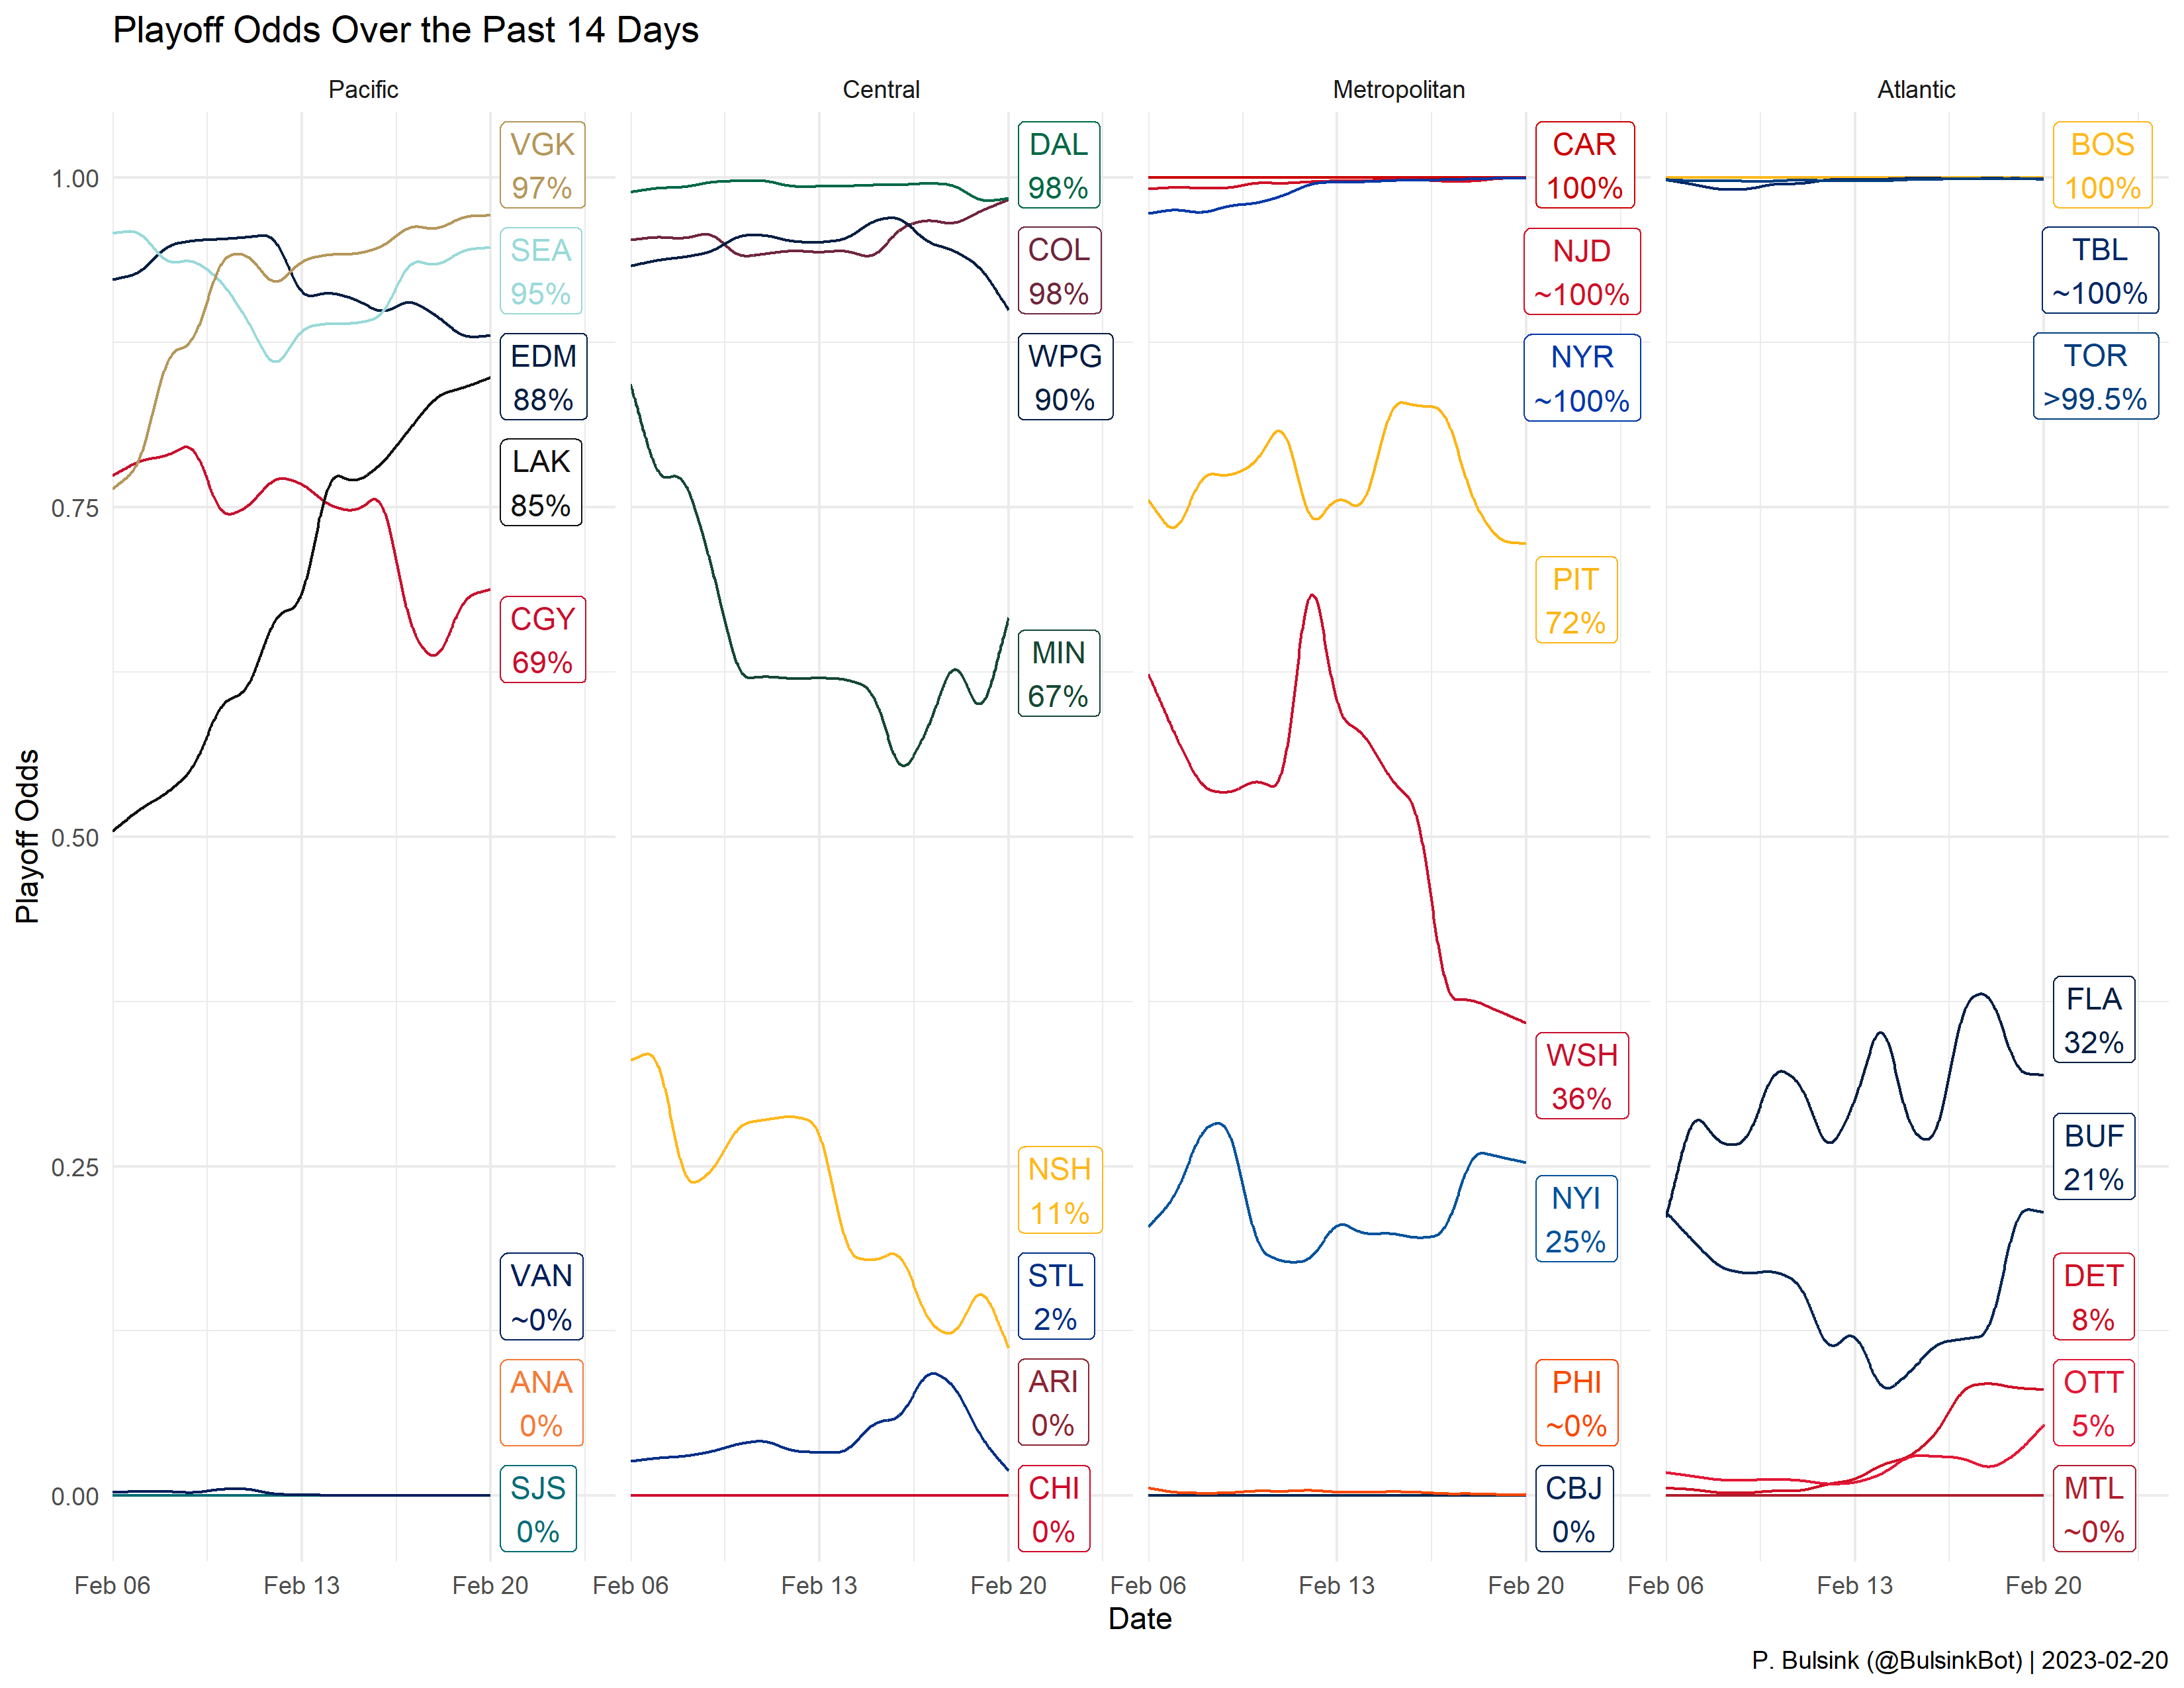 Playoff Odds Over the Past 14 Days
Pacific
Central
Metropolitan
Atlantic
Playoff Odds
1.00
0.75
0.50
0.25
0.00
VGK
97%
SEA
95%
EDM
88%
LAK
85%
CGY
69%
VAN
~0%
ANA
0%
SJS
0%
DAL
98%
COL
98%
WPG
90%
MIN
67%
NSH
11%
STL
2%
ARI
0%
CHI
0%
CAR
100%
NJD
~100%
NYR
~100%
PIT
72%
WSH
36%
NYI
25%
PHI
~0%
CBJ
0%
BOS
100%
TBL
~100%
TOR
>99.5%
FLA
32%
BUF
21%
DET
8%
OTT
5%
MTL
~0%
Feb 06 Feb 13 Feb 20 Feb 06 Feb 13 Feb 20 Feb 06 Feb 13 Feb 20 Feb 06 Feb 13 Feb 20
Date
P. Bulsink (@BulsinkBot) | 2023-02-20